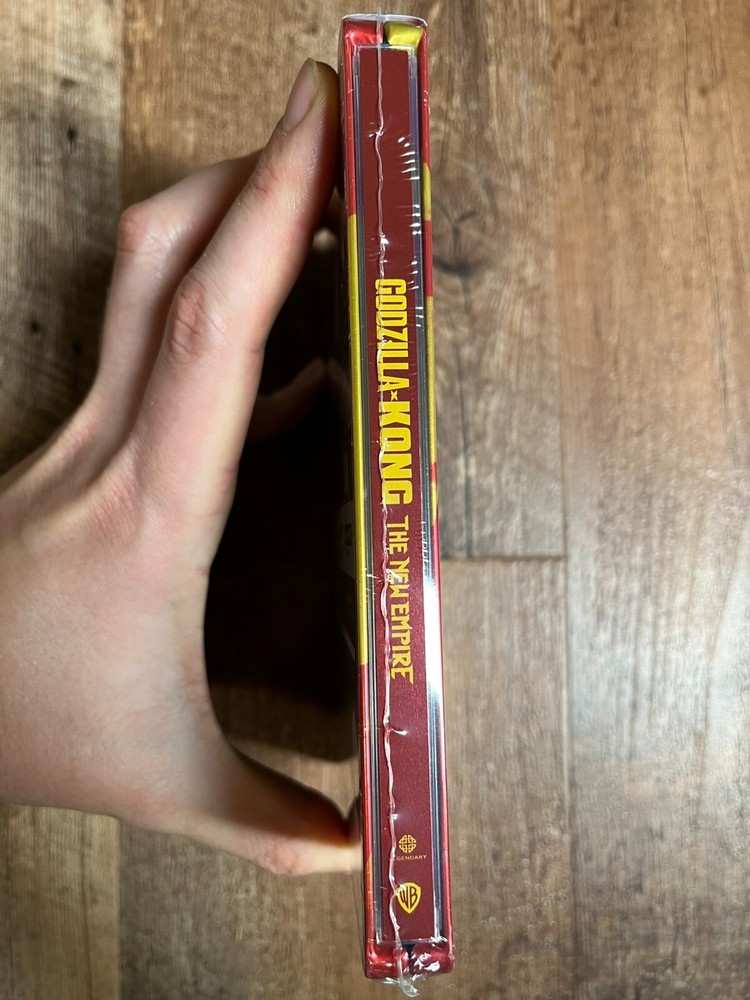 GODZILLA × KONG THE NEW EMPIRE
LEGENDARY
WB